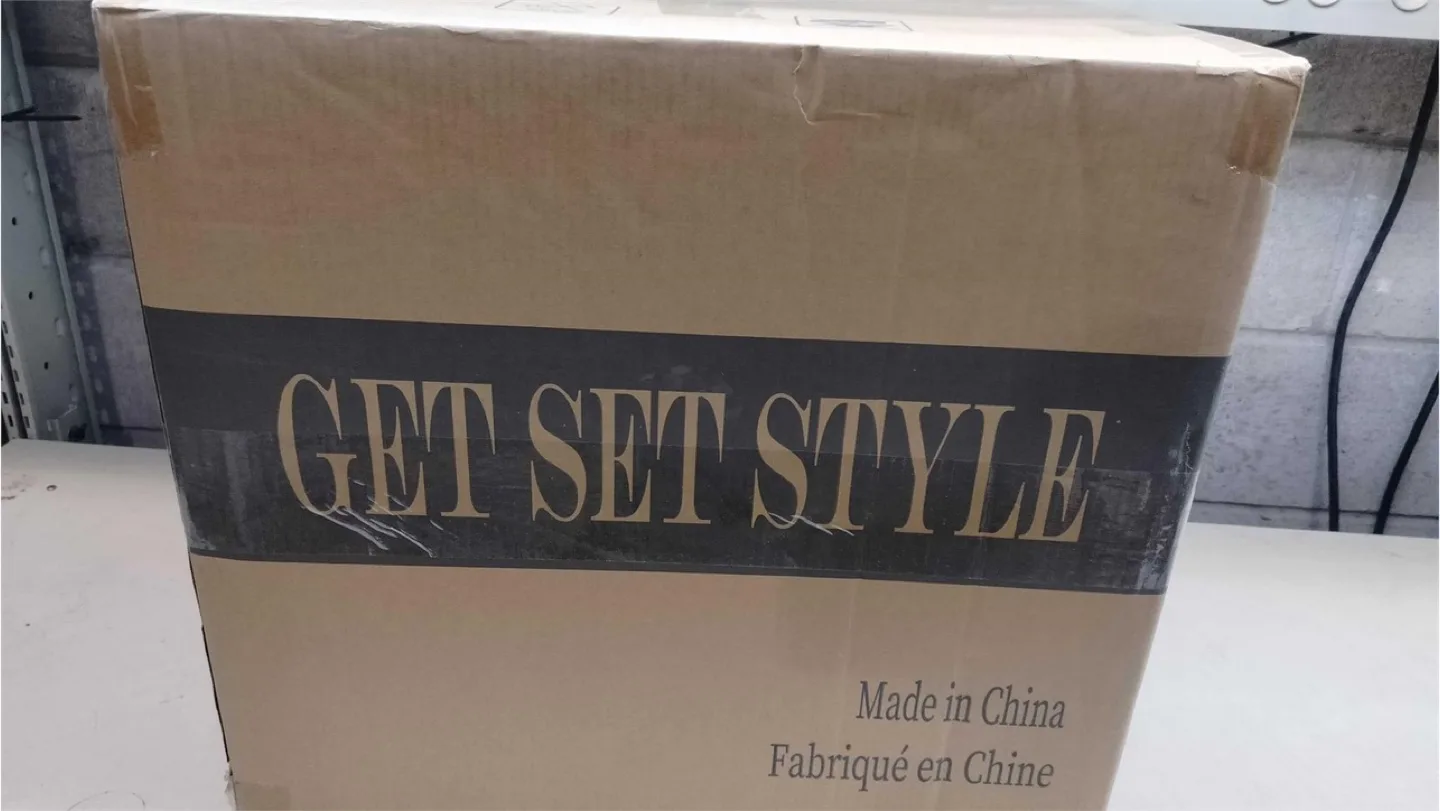 GET SET STYLE
Made in China
Fabriqué en Chine